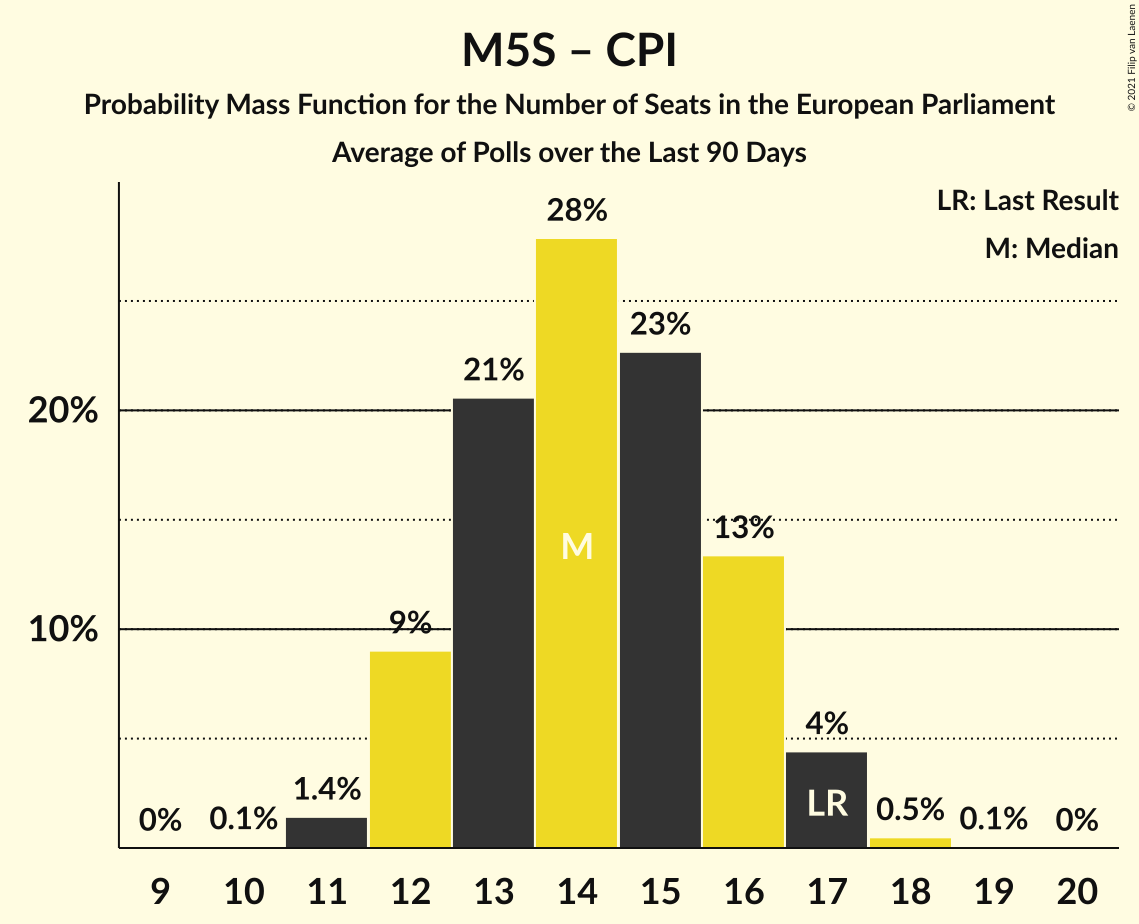 M5S – CPI
Probability Mass Function for the Number of Seats in the European Parliament
Average of Polls over the Last 90 Days
© 2021 Filip van Laenen
LR: Last Result
M: Median
20%
10%
0%
0.1%
1.4%
9%
21%
28%
23%
13%
4%
0.5%
0.1%
0%
M
LR
9 10 11 12 13 14 15 16 17 18 19 20